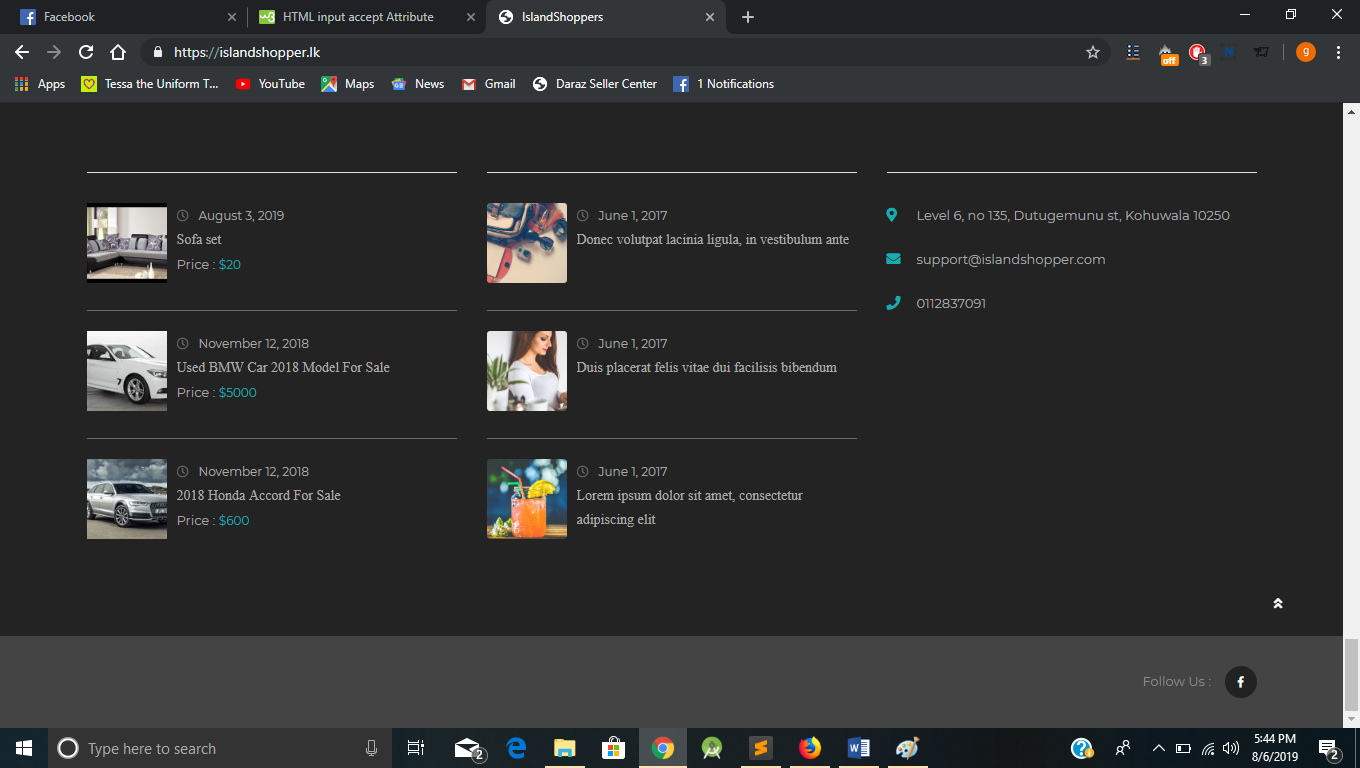 Facebook
HTML input accept Attribute
IslandShoppers
https://islandshopper.lk
off
3
g
Apps
Tessa the Uniform T...
YouTube
Maps
News
Gmail
Daraz Seller Center
1 Notifications
August 3, 2019
Sofa set
Price : $20
November 12, 2018
Used BMW Car 2018 Model For Sale
Price : $5000
November 12, 2018
2018 Honda Accord For Sale
Price : $600
June 1, 2017
Donec volutpat lacinia ligula, in vestibulum ante
June 1, 2017
Duis placerat felis vitae dui facilisis bibendum
June 1, 2017
Lorem ipsum dolor sit amet, consectetur
adipiscing elit
Level 6, no 135, Dutugemunu st, Kohuwala 10250
support@islandshopper.com
0112837091
Follow Us :
Type here to search
2
5:44 PM
8/6/2019
2